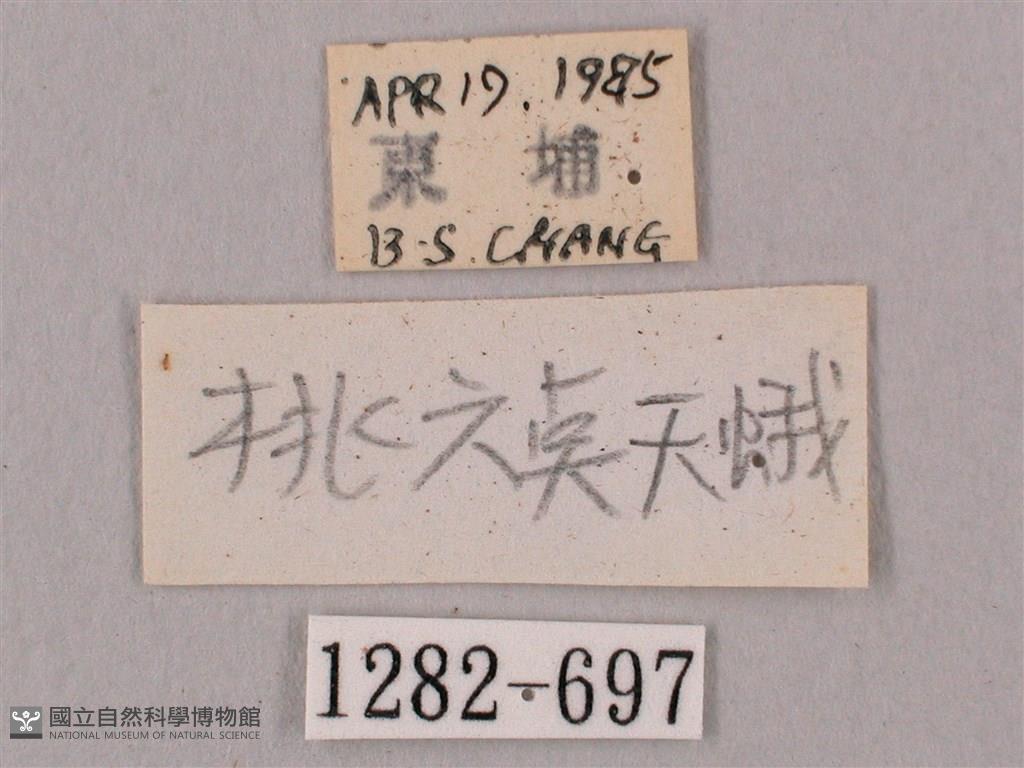 APR 19. 1985
東 埔
B.S. CHANG
桃六点天蛾
1282-697
國立自然科學博物館
NATIONAL MUSEUM OF NATURAL SCIENCE